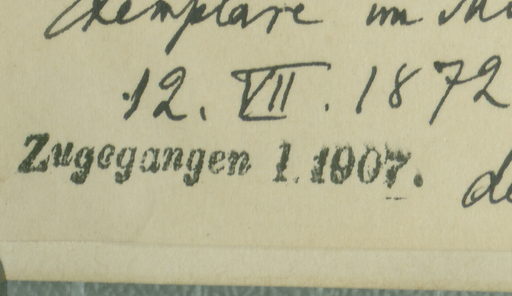 Exemplare im
12. VII. 1872
Zugegangen 1. 1907.